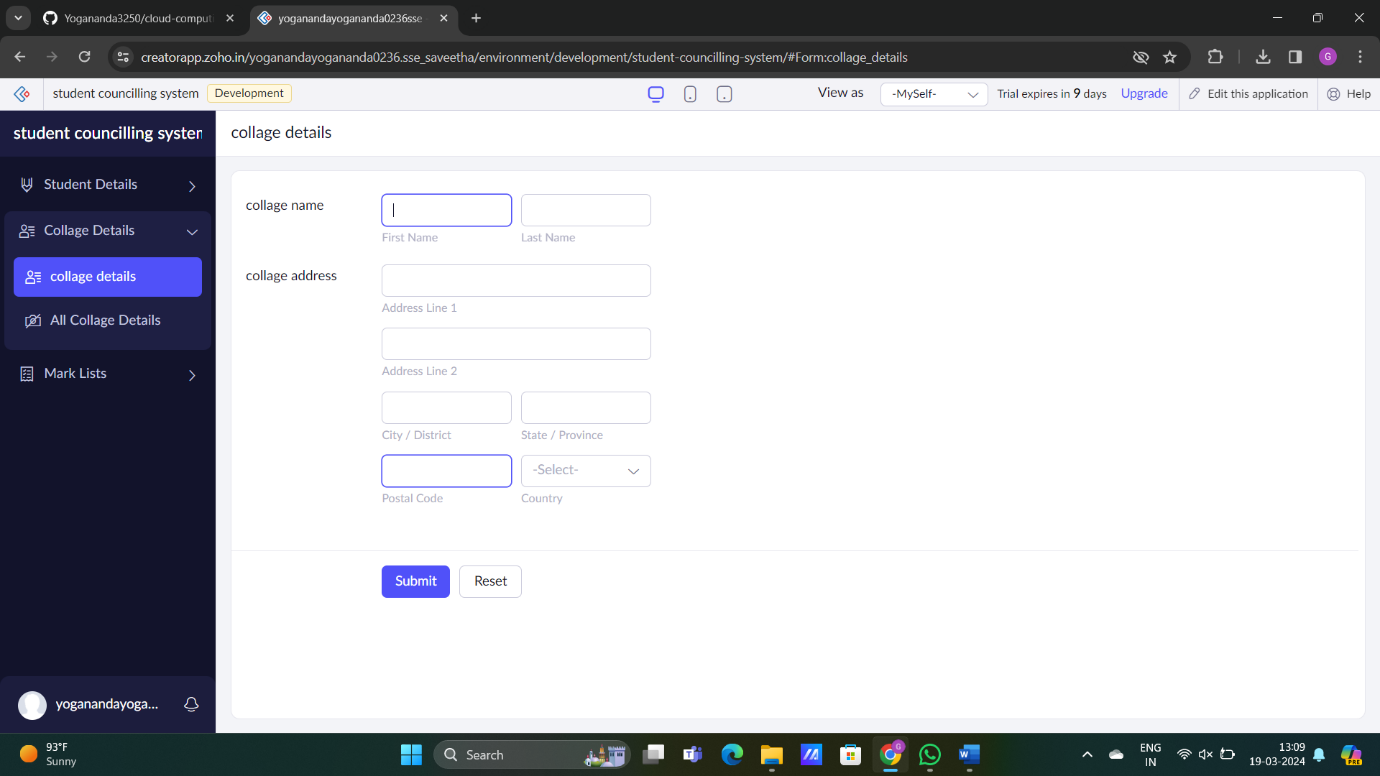 Yogananda3250/cloud-comput
yoganandayogananda0236sse
creatorapp.zoho.in/yoganandayogananda0236.sse_saveetha/environment/development/student-councilling-system/#Form:collage_details
G
student councilling system
Development
View as
-MySelf-
Trial expires in 9 days
Upgrade
Edit this application
Help
student councilling system
collage details
Student Details
Collage Details
collage details
All Collage Details
Mark Lists
collage name
First Name
Last Name
collage address
Address Line 1
Address Line 2
City / District
State / Province
-Select-
Postal Code
Country
Submit
Reset
yoganandayoga...
93°F
Sunny
Search
G
ENG
IN
13:09
19-03-2024
PRE